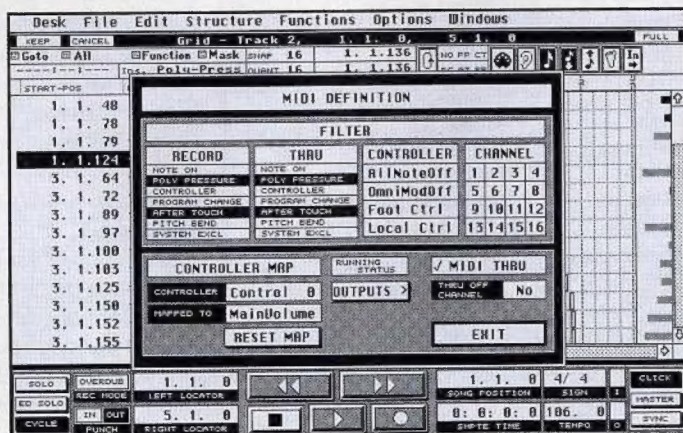 Desk File Edit Structure Functions Options Windows
KEEP CANCEL Grid - Track 2, 1. 1. 0, 5. 1. 0 FULL
Goto All Function Mask SNAP 16 1. 1.136 NO PP CT In
Ins. Poly-Press QUANT 16 1. 1.136
START-POS
1. 1. 48
1. 1. 78
1. 1. 79
1. 1.124
3. 1. 64
3. 1. 72
3. 1. 89
3. 1. 97
3. 1.100
3. 1.103
3. 1.125
3. 1.150
3. 1.152
3. 1.155
MIDI DEFINITION
FILTER
RECORD THRU CONTROLLER CHANNEL
NOTE ON NOTE ON AllNoteOff 1 2 3 4
POLY PRESSURE POLY PRESSURE
CONTROLLER CONTROLLER OmniModOff 5 6 7 8
PROGRAM CHANGE PROGRAM CHANGE
AFTER TOUCH AFTER TOUCH Foot Ctrl 9 10 11 12
PITCH BEND PITCH BEND
SYSTEM EXCL SYSTEM EXCL Local Ctrl 13 14 15 16
CONTROLLER MAP RUNNING STATUS ✓ MIDI THRU
CONTROLLER Control 0 OUTPUTS > THRU OFF CHANNEL No
MAPPED TO MainVolume
RESET MAP EXIT
SOLO OVERDUB 1. 1. 0 1. 1. 0 4/ 4 CLICK
REC MODE LEFT LOCATOR SONG POSITION SIGN I
ED SOLO MASTER
CYCLE IN OUT 5. 1. 0 0: 0: 0: 0 106. 0 SYNC
PUNCH RIGHT LOCATOR SMPTE TIME TEMPO O